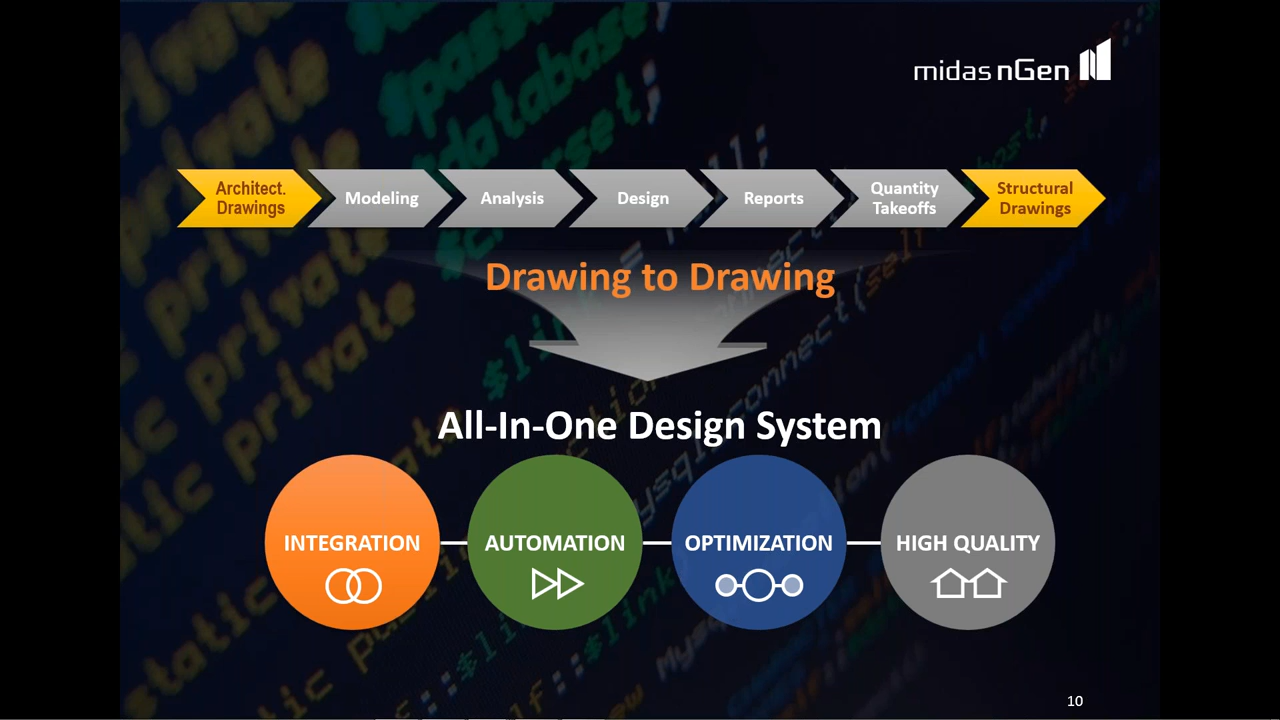 midas nGen
Architect.
Drawings
Modeling
Analysis
Design
Reports
Quantity
Takeoffs
Structural
Drawings
Drawing to Drawing
All-In-One Design System
INTEGRATION
AUTOMATION
OPTIMIZATION
HIGH QUALITY
10